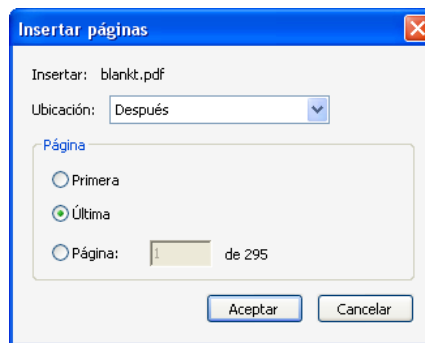 Insertar páginas
Insertar: blankt.pdf
Ubicación: Después
Página
Primera
Última
Página: 1 de 295
Aceptar Cancelar